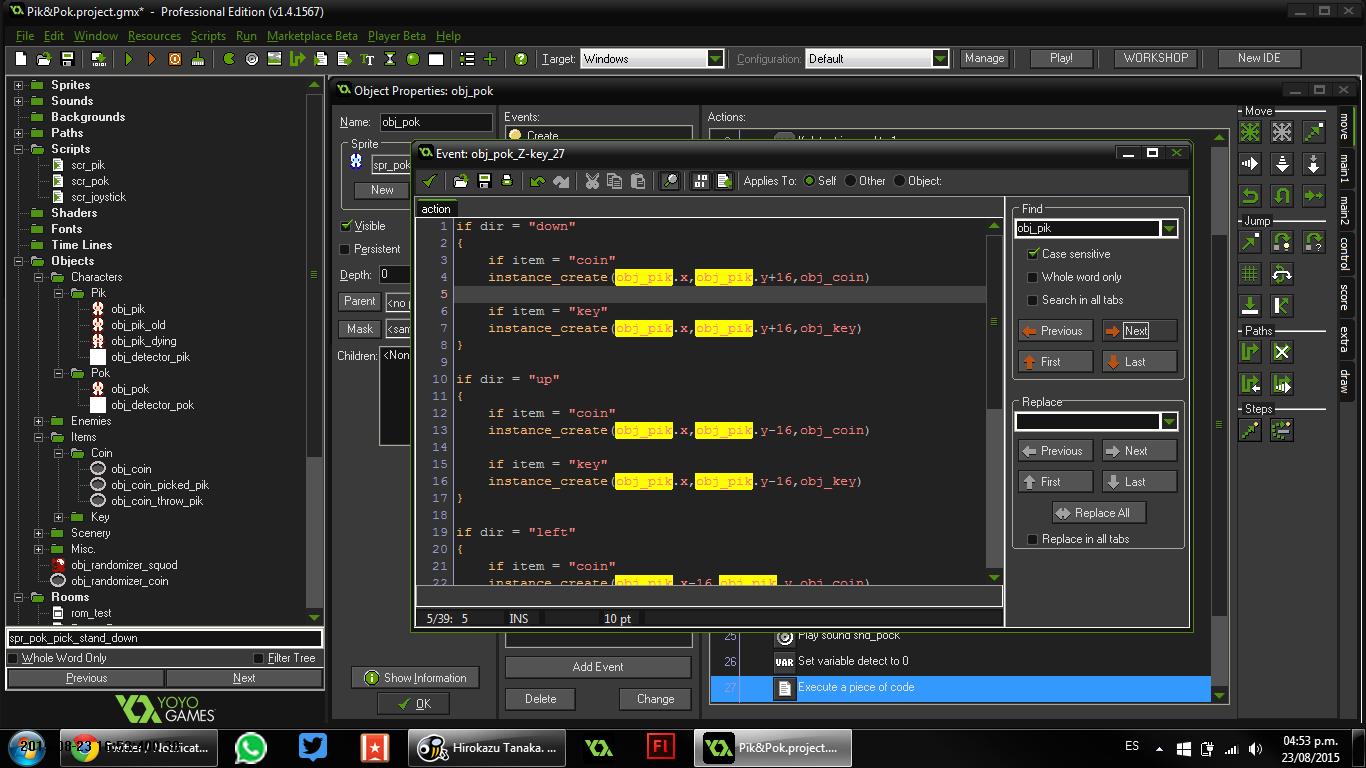 Pik&Pok.project.gmx* - Professional Edition (v1.4.1567)
File Edit Window Resources Scripts Run Marketplace Beta Player Beta Help
Target: Windows Configuration: Default Manage Play! WORKSHOP New IDE
Sprites
Sounds
Backgrounds
Paths
Scripts
scr_pik
scr_pok
scr_joystick
Shaders
Fonts
Time Lines
Objects
Characters
Pik
obj_pik
obj_pik_old
obj_pik_dying
obj_detector_pik
Pok
obj_pok
obj_detector_pok
Enemies
Items
Coin
obj_coin
obj_coin_picked_pik
obj_coin_throw_pik
Key
Scenery
Misc.
obj_randomizer_squod
obj_randomizer_coin
Rooms
rom_test
spr_pok_pick_stand_down
Whole Word Only Filter Tree
Previous Next
YOYO
GAMES
Object Properties: obj_pok
Name: obj_pok
Sprite
spr_pok
New
Visible
Persistent
Depth: 0
Parent
Mask
Children:
Show Information
OK
Events:
Create
Add Event
Delete Change
Actions:
Event: obj_pok_Z-key_27
Applies To: Self Other Object:
action
1 if dir = "down"
2 {
3 if item = "coin"
4 instance_create(obj_pik.x,obj_pik.y+16,obj_coin)
5
6 if item = "key"
7 instance_create(obj_pik.x,obj_pik.y+16,obj_key)
8 }
9
10 if dir = "up"
11 {
12 if item = "coin"
13 instance_create(obj_pik.x,obj_pik.y-16,obj_coin)
14
15 if item = "key"
16 instance_create(obj_pik.x,obj_pik.y-16,obj_key)
17 }
18
19 if dir = "left"
20 {
21 if item = "coin"
22 instance_create(obj_pik.x-16,obj_pik.y,obj_coin)
5/39: 5 INS 10 pt
Find
obj_pik
Case sensitive
Whole word only
Search in all tabs
Previous Next
First Last
Replace
Previous Next
First Last
Replace All
Replace in all tabs
25 Play sound snd_pock
26 VAR Set variable detect to 0
27 Execute a piece of code
Move
Jump
Paths
Steps
move
main1
main2
control
score
extra
draw
Hirokazu Tanaka. ...
Pik&Pok.project....
ES
04:53 p.m.
23/08/2015